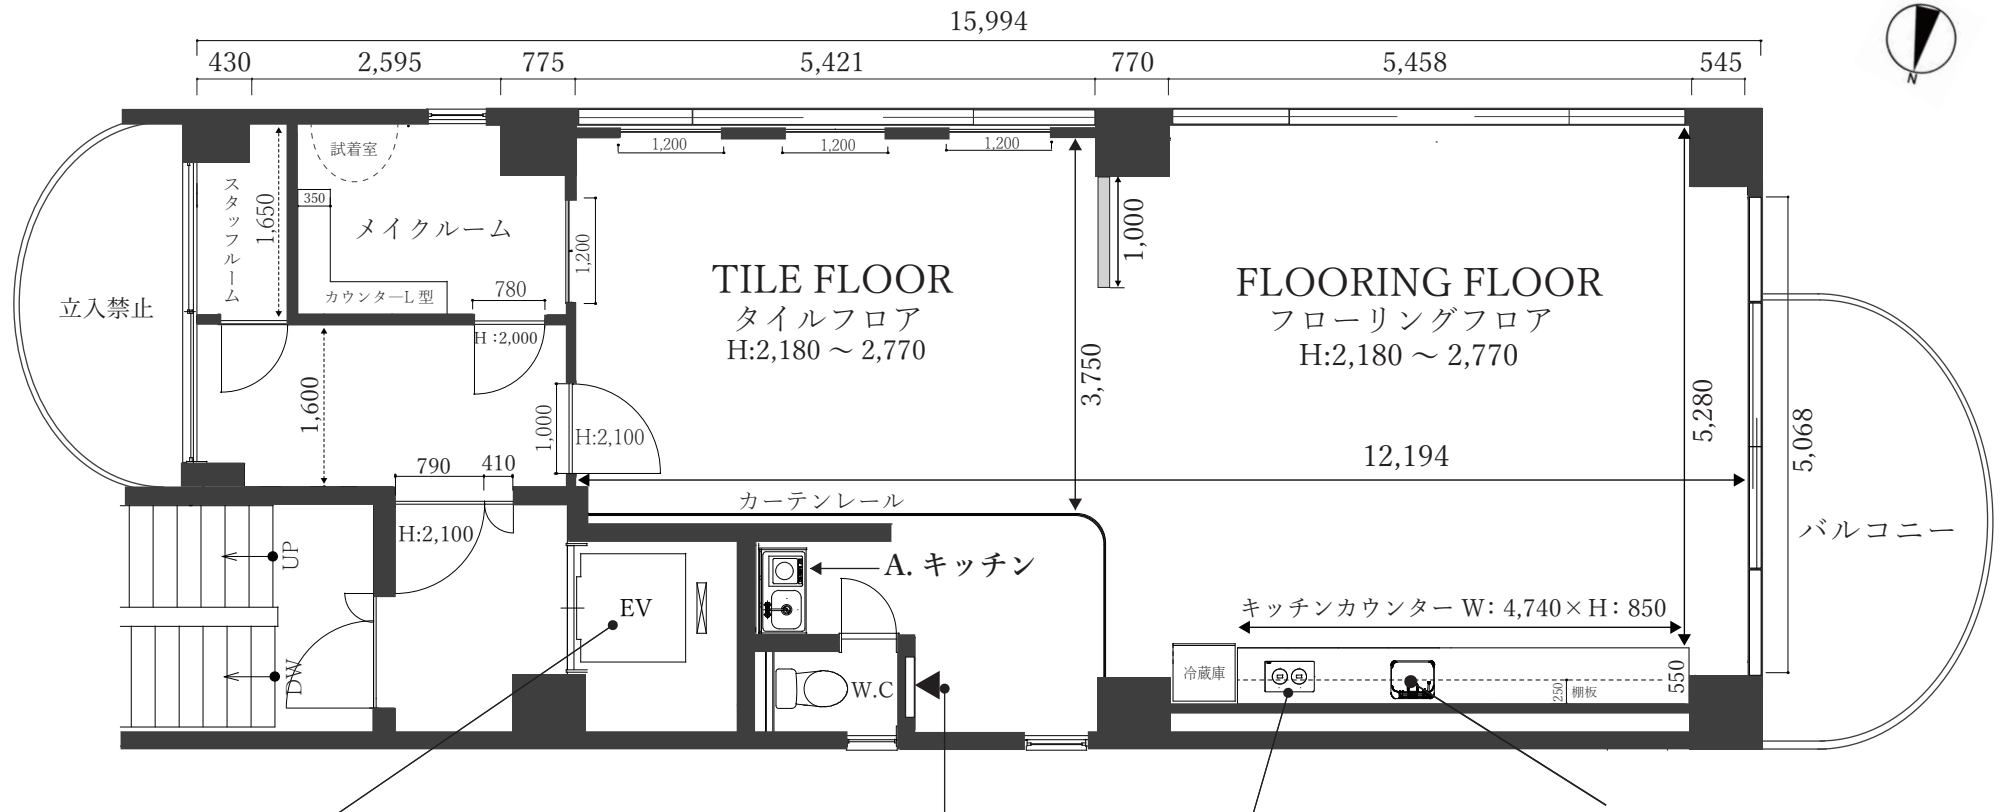 15,994
430
2,595
775
5,421
770
5,458
545
N
試着室
1,200
1,200
1,200
スタッフルーム
1,650
350
メイクルーム
1,200
1,000
TILE FLOOR
タイルフロア
H:2,180 ～ 2,770
FLOORING FLOOR
フローリングフロア
H:2,180 ～ 2,770
立入禁止
カウンターL 型
780
H :2,000
1,600
3,750
5,280
5,068
1,000
H:2,100
790
410
12,194
カーテンレール
H:2,100
UP
A. キッチン
バルコニー
EV
キッチンカウンター W: 4,740×H: 850
DW
W.C
冷蔵庫
250
棚板
550